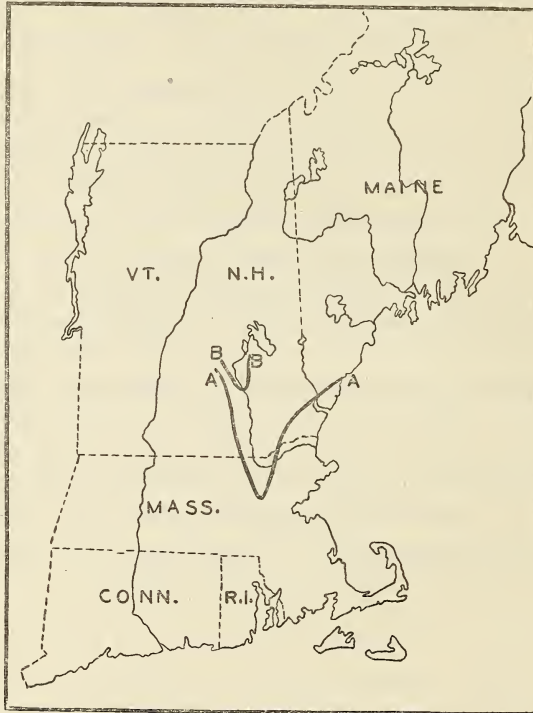 MAINE
VT.
N.H.
B
B
A
A
MASS.
CONN.
R.I.